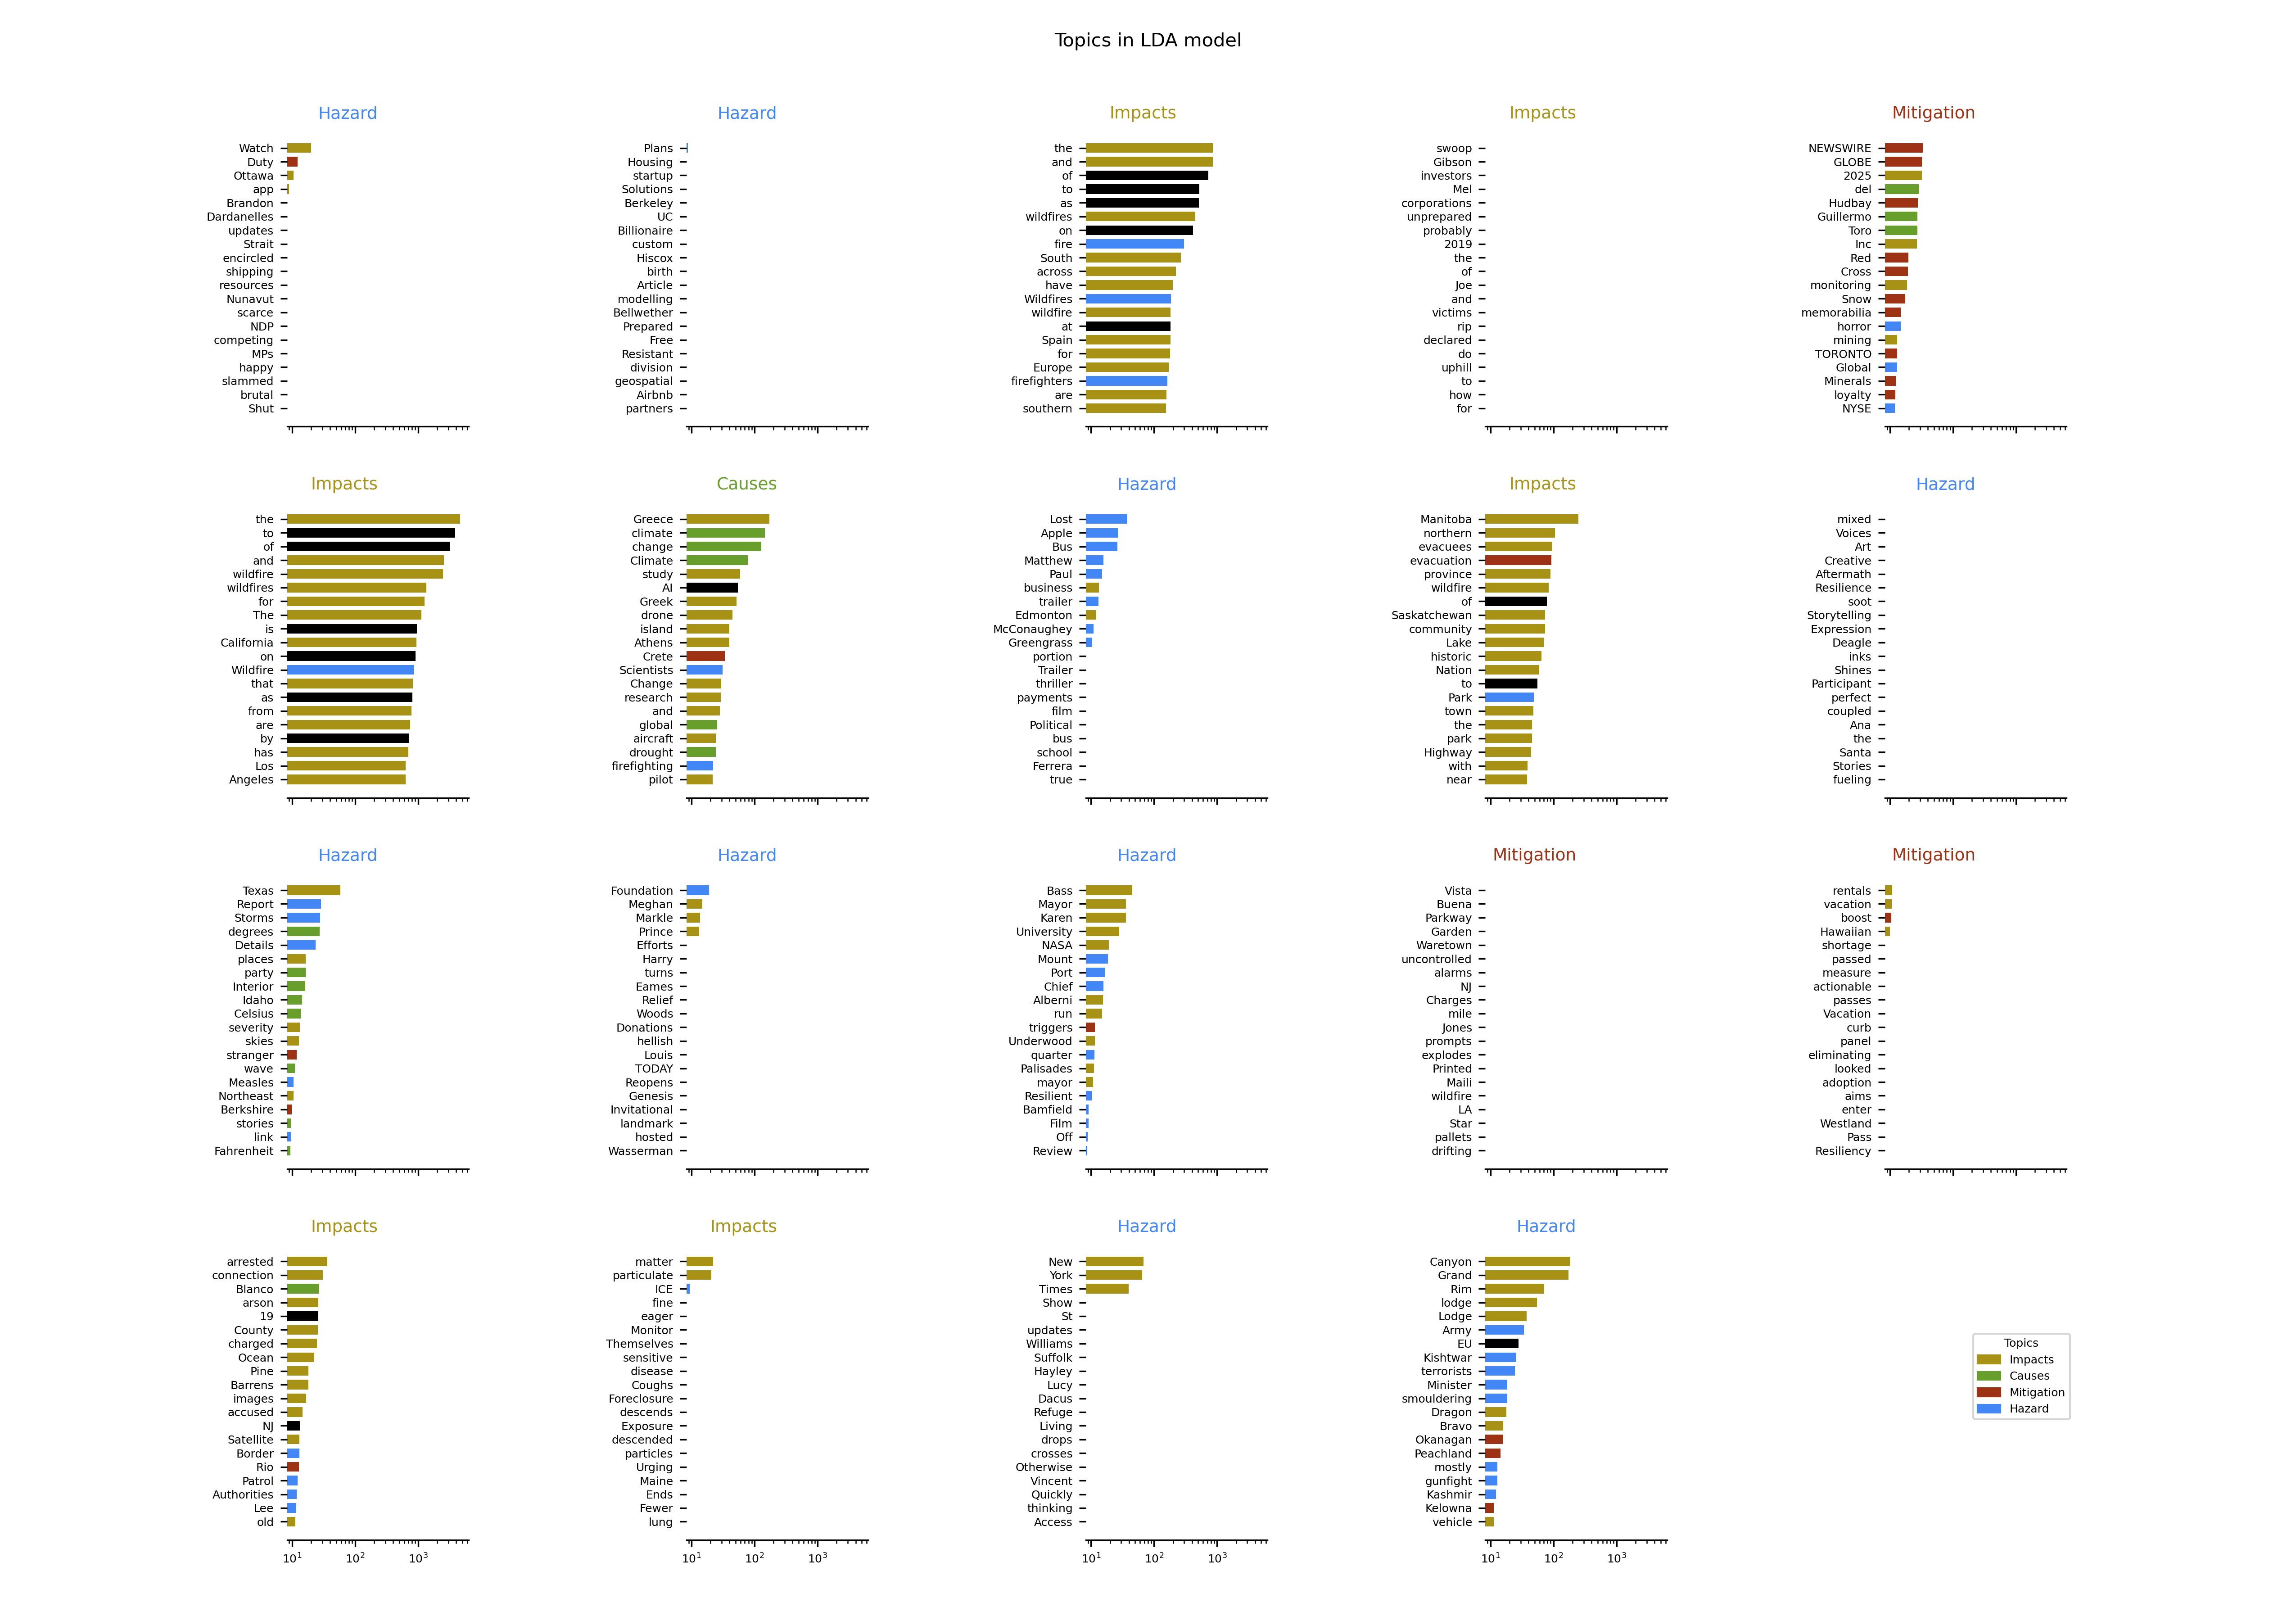 Topics in LDA model
Hazard
Watch
Duty
Ottawa
app
Brandon
Dardanelles
updates
Strait
encircled
shipping
resources
Nunavut
scarce
NDP
competing
MPs
happy
slammed
brutal
Shut
Hazard
Plans
Housing
startup
Solutions
Berkeley
UC
Billionaire
custom
Hiscox
birth
Article
modelling
Bellwether
Prepared
Free
Resistant
division
geospatial
Airbnb
partners
Impacts
the
and
of
to
as
wildfires
on
fire
South
across
have
Wildfires
wildfire
at
Spain
for
Europe
firefighters
are
southern
Impacts
swoop
Gibson
investors
Mel
corporations
unprepared
probably
2019
the
of
Joe
and
victims
rip
declared
do
uphill
to
how
for
Mitigation
NEWSWIRE
GLOBE
2025
del
Hudbay
Guillermo
Toro
Inc
Red
Cross
monitoring
Snow
memorabilia
horror
mining
TORONTO
Global
Minerals
loyalty
NYSE
Impacts
the
to
of
and
wildfire
wildfires
for
The
is
California
on
Wildfire
that
as
from
are
by
has
Los
Angeles
Causes
Greece
climate
change
Climate
study
AI
Greek
drone
island
Athens
Crete
Scientists
Change
research
and
global
aircraft
drought
firefighting
pilot
Hazard
Lost
Apple
Bus
Matthew
Paul
business
trailer
Edmonton
McConaughey
Greengrass
portion
Trailer
thriller
payments
film
Political
bus
school
Ferrera
true
Impacts
Manitoba
northern
evacuees
evacuation
province
wildfire
of
Saskatchewan
community
Lake
historic
Nation
to
Park
town
the
park
Highway
with
near
Hazard
mixed
Voices
Art
Creative
Aftermath
Resilience
soot
Storytelling
Expression
Deagle
inks
Shines
Participant
perfect
coupled
Ana
the
Santa
Stories
fueling
Hazard
Texas
Report
Storms
degrees
Details
places
party
Interior
Idaho
Celsius
severity
skies
stranger
wave
Measles
Northeast
Berkshire
stories
link
Fahrenheit
Hazard
Foundation
Meghan
Markle
Prince
Efforts
Harry
turns
Eames
Relief
Woods
Donations
hellish
Louis
TODAY
Reopens
Genesis
Invitational
landmark
hosted
Wasserman
Hazard
Bass
Mayor
Karen
University
NASA
Mount
Port
Chief
Alberni
run
triggers
Underwood
quarter
Palisades
mayor
Resilient
Bamfield
Film
Off
Review
Mitigation
Vista
Buena
Parkway
Garden
Waretown
uncontrolled
alarms
NJ
Charges
mile
Jones
prompts
explodes
Printed
Maili
wildfire
LA
Star
pallets
drifting
Mitigation
rentals
vacation
boost
Hawaiian
shortage
passed
measure
actionable
passes
Vacation
curb
panel
eliminating
looked
adoption
aims
enter
Westland
Pass
Resiliency
Impacts
arrested
connection
Blanco
arson
19
County
charged
Ocean
Pine
Barrens
images
accused
NJ
Satellite
Border
Rio
Patrol
Authorities
Lee
old
10¹ 10² 10³
Impacts
matter
particulate
ICE
fine
eager
Monitor
Themselves
sensitive
disease
Coughs
Foreclosure
descends
Exposure
descended
particles
Urging
Maine
Ends
Fewer
lung
10¹ 10² 10³
Hazard
New
York
Times
Show
St
updates
Williams
Suffolk
Hayley
Lucy
Dacus
Refuge
Living
drops
crosses
Otherwise
Vincent
Quickly
thinking
Access
10¹ 10² 10³
Hazard
Canyon
Grand
Rim
lodge
Lodge
Army
EU
Kishtwar
terrorists
Minister
smouldering
Dragon
Bravo
Okanagan
Peachland
mostly
gunfight
Kashmir
Kelowna
vehicle
10¹ 10² 10³
Topics
Impacts
Causes
Mitigation
Hazard